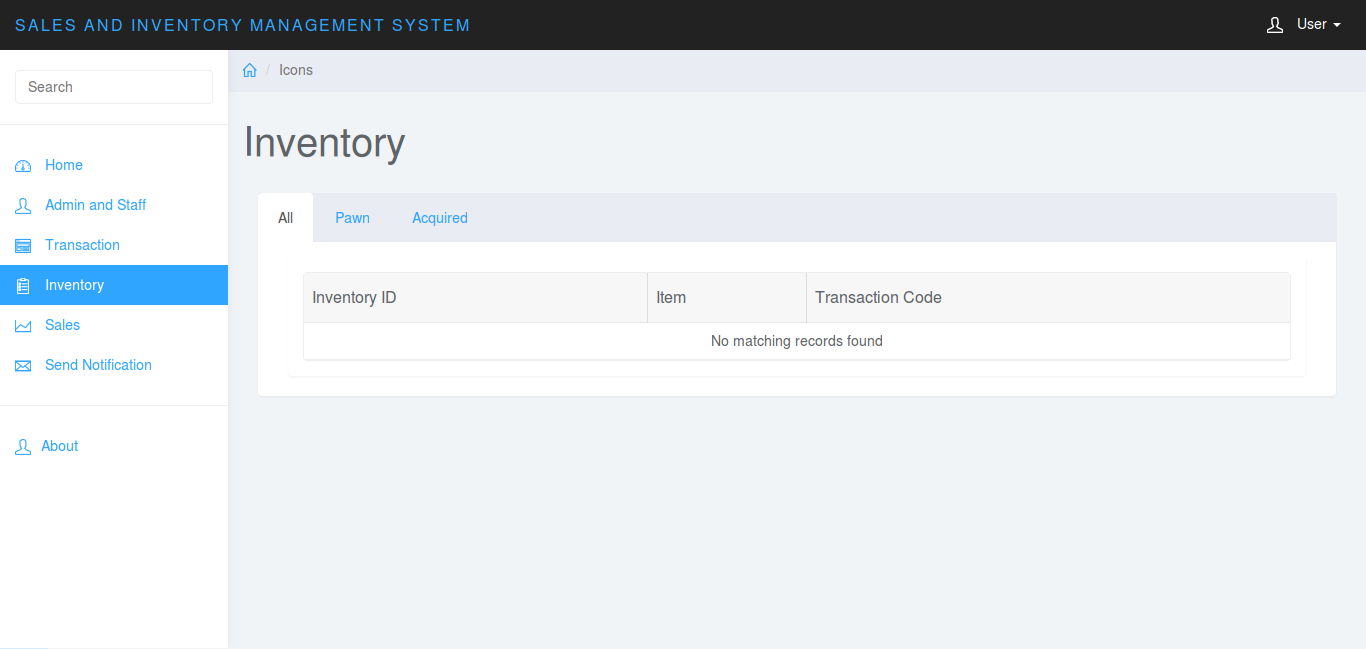 SALES AND INVENTORY MANAGEMENT SYSTEM
User
Search
/ Icons
Home
Admin and Staff
Transaction
Inventory
Sales
Send Notification
About
Inventory
All Pawn Acquired
Inventory ID Item Transaction Code
No matching records found